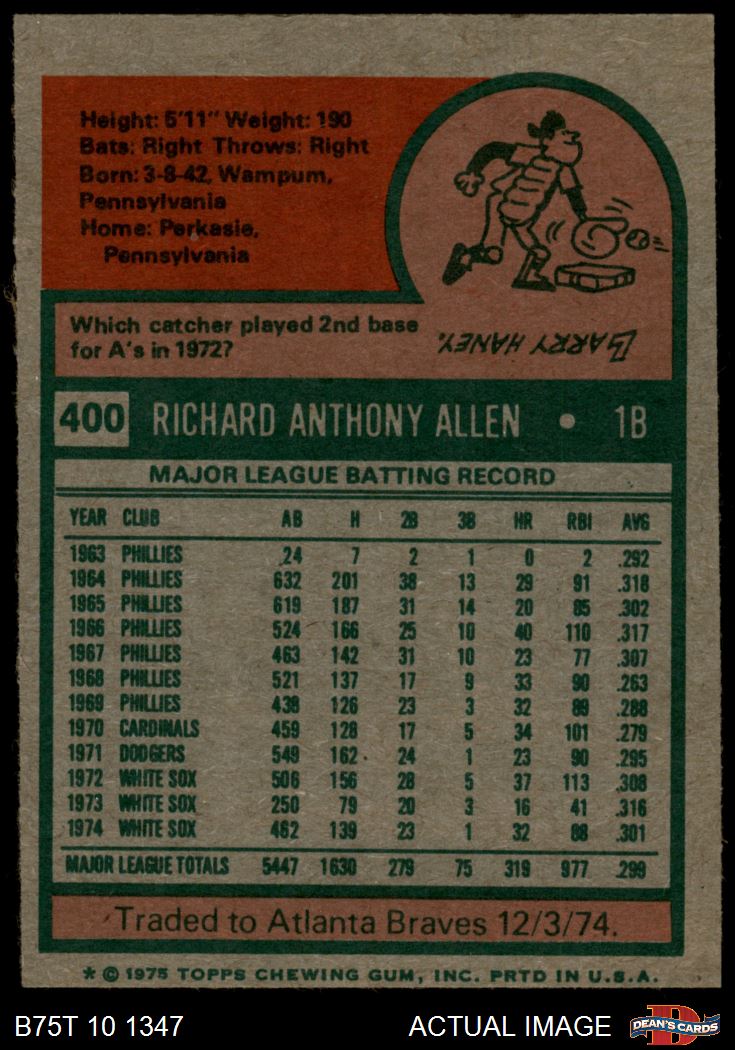 Height: 5'11" Weight: 190
Bats: Right Throws: Right
Born: 3-8-42, Wampum,
Pennsylvania
Home: Perkasie,
Pennsylvania
Which catcher played 2nd base
for A's in 1972?
BARRY HANEY.
400 RICHARD ANTHONY ALLEN • 1B
MAJOR LEAGUE BATTING RECORD
YEAR CLUB AB H 2B 3B HR RBI AVG
1963 PHILLIES 24 7 2 1 0 2 .292
1964 PHILLIES 632 201 38 13 29 91 .318
1965 PHILLIES 619 187 31 14 20 85 .302
1966 PHILLIES 524 166 25 10 40 110 .317
1967 PHILLIES 463 142 31 10 23 77 .307
1968 PHILLIES 521 137 17 9 33 90 .263
1969 PHILLIES 438 126 23 3 32 89 .288
1970 CARDINALS 459 128 17 5 34 101 .279
1971 DODGERS 549 162 24 1 23 90 .295
1972 WHITE SOX 506 156 28 5 37 113 .308
1973 WHITE SOX 250 79 20 3 16 41 .316
1974 WHITE SOX 462 139 23 1 32 88 .301
MAJOR LEAGUE TOTALS 5447 1630 279 75 319 977 .299
Traded to Atlanta Braves 12/3/74.
* © 1975 TOPPS CHEWING GUM, INC. PRTD IN U.S.A.
B75T 10 1347 ACTUAL IMAGE D DEAN'S CARDS